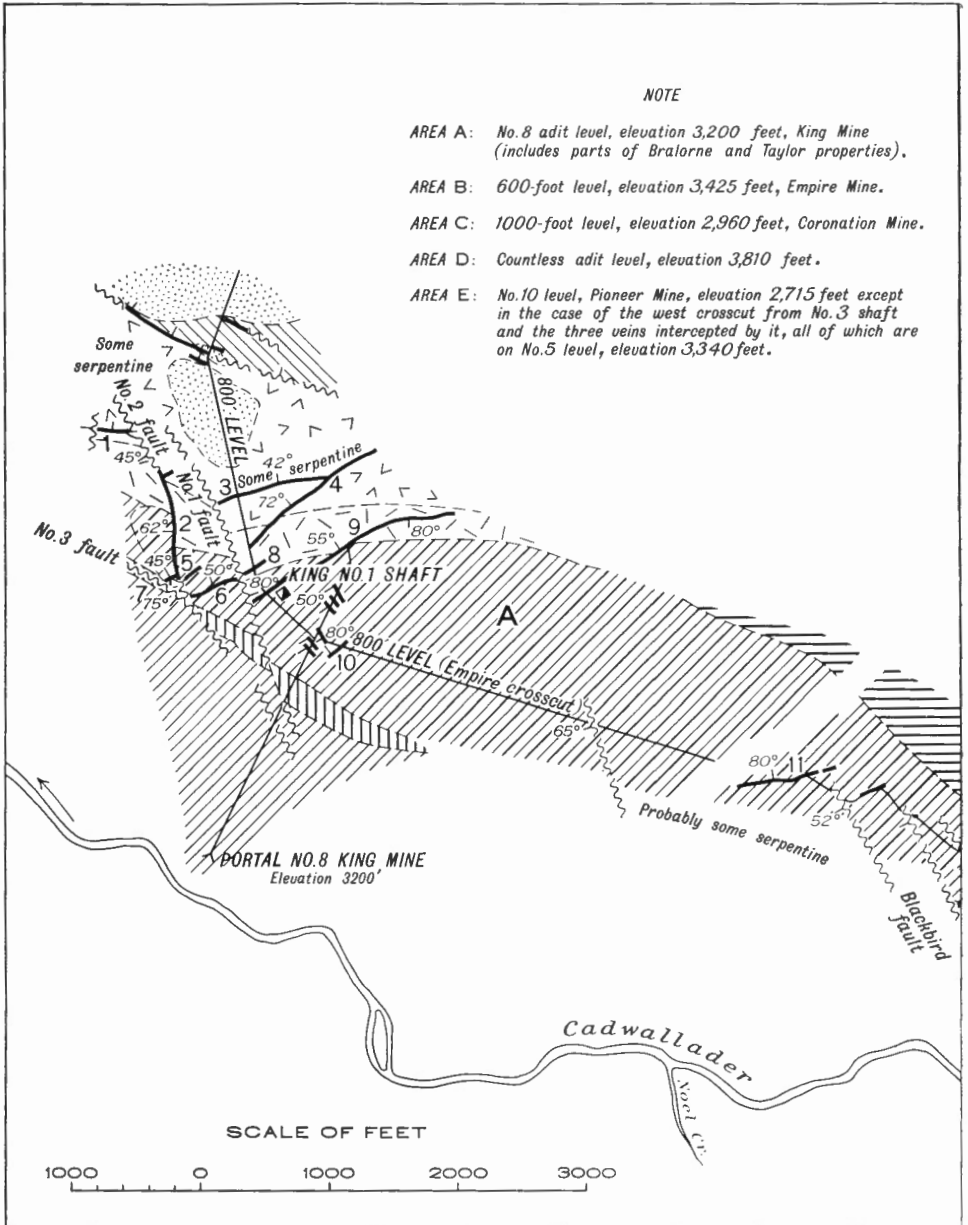 NOTE
AREA A: No. 8 adit level, elevation 3,200 feet, King Mine
(includes parts of Bralorne and Taylor properties).
AREA B: 600-foot level, elevation 3,425 feet, Empire Mine.
AREA C: 1000-foot level, elevation 2,960 feet, Coronation Mine.
AREA D: Countless adit level, elevation 3,810 feet.
AREA E: No. 10 level, Pioneer Mine, elevation 2,715 feet except
in the case of the west crosscut from No. 3 shaft
and the three veins intercepted by it, all of which are
on No. 5 level, elevation 3,340 feet.
Some
serpentine
No. 2 fault
800' LEVEL
1
45°
42°
Some serpentine
No. 1 fault
3
4
72°
2
62°
9
55°
80°
No. 3 fault
45°
5
50°
8
80°
KING NO. 1 SHAFT
7
75°
6
50°
A
80°
800' LEVEL (Empire crosscut)
10
65°
80°
11
52°
Probably some serpentine
PORTAL NO. 8 KING MINE
Elevation 3200'
Blackbird
fault
Cadwallader
Noel Cr.
SCALE OF FEET
1000 0 1000 2000 3000